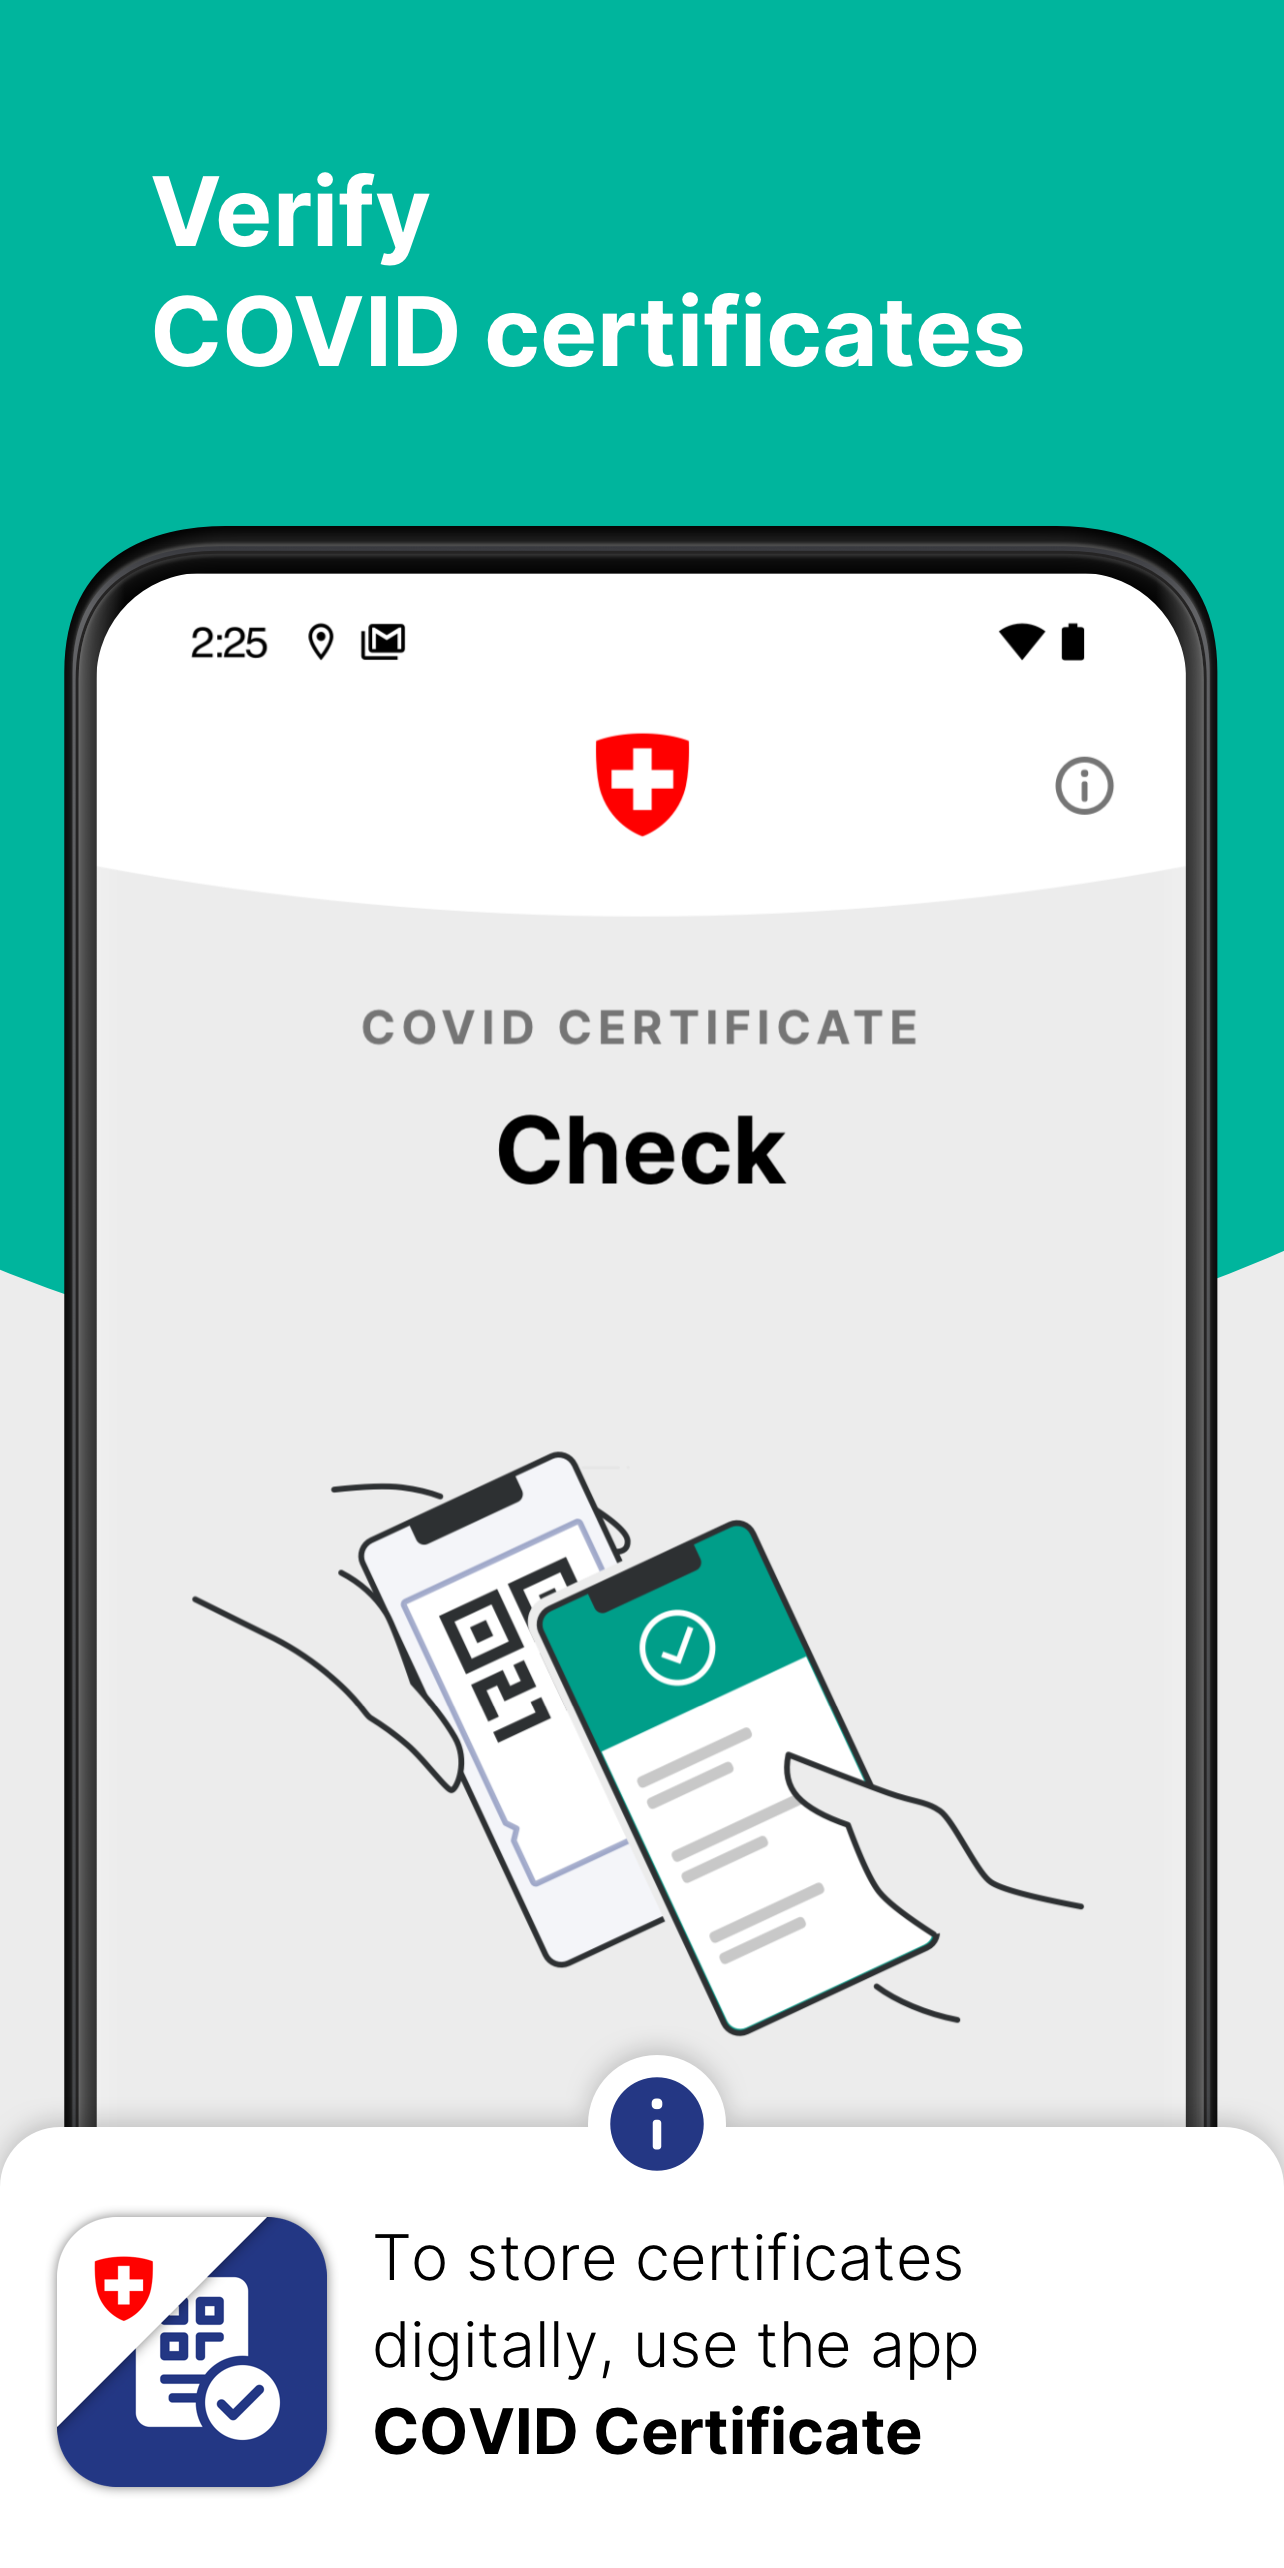 Verify
COVID certificates
2:25
COVID CERTIFICATE
Check
To store certificates
digitally, use the app
COVID Certificate